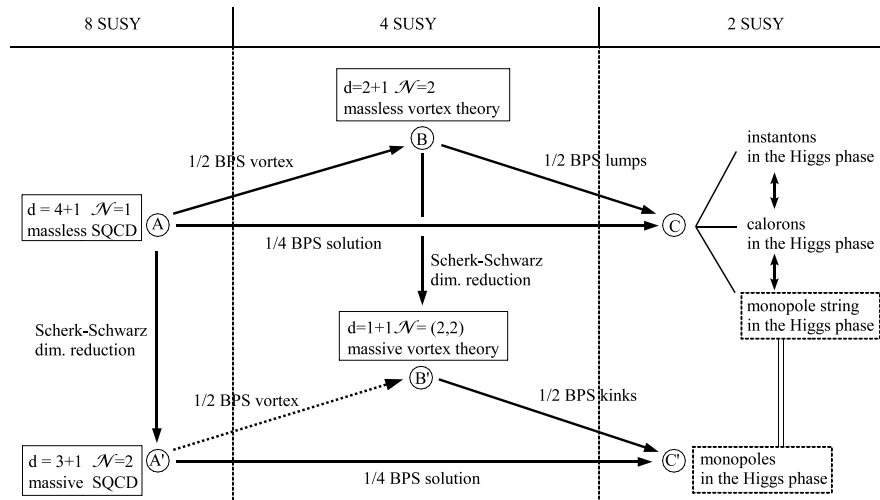 8 SUSY
4 SUSY
2 SUSY
d=2+1 𝒩=2
massless vortex theory
B
1/2 BPS vortex
1/2 BPS lumps
instantons
in the Higgs phase
d = 4+1 𝒩=1
massless SQCD
A
C
calorons
in the Higgs phase
1/4 BPS solution
Scherk-Schwarz
dim. reduction
monopole string
in the Higgs phase
Scherk-Schwarz
dim. reduction
d=1+1 𝒩= (2,2)
massive vortex theory
B'
1/2 BPS vortex
1/2 BPS kinks
d = 3+1 𝒩=2
massive SQCD
A'
C'
monopoles
in the Higgs phase
1/4 BPS solution